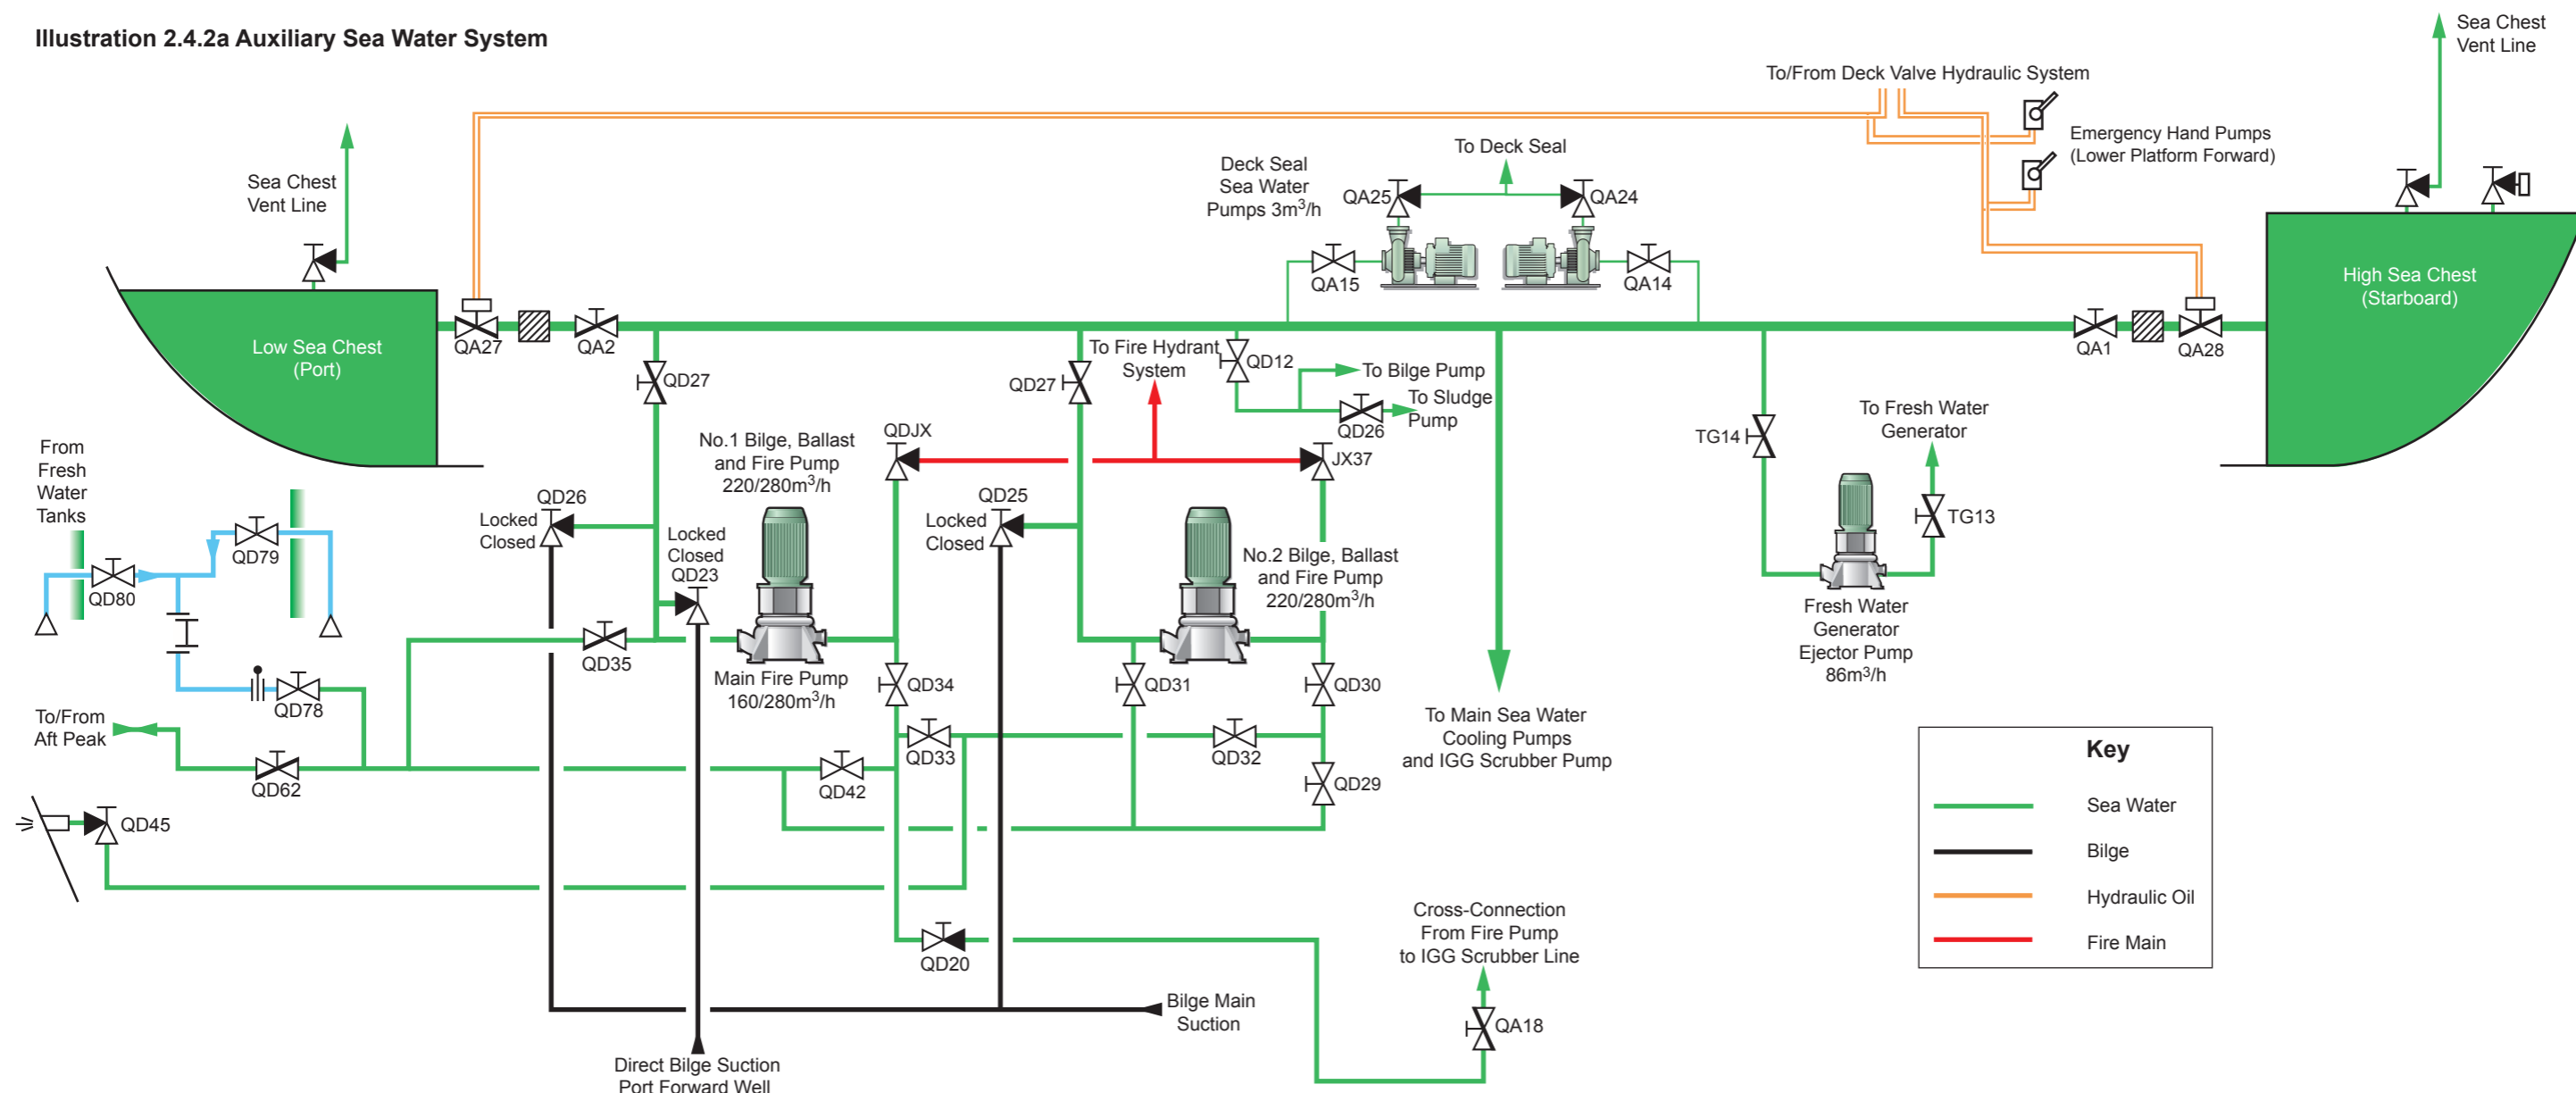 Illustration 2.4.2a Auxiliary Sea Water System
Sea Chest
Vent Line
To/From Deck Valve Hydraulic System
Emergency Hand Pumps
(Lower Platform Forward)
Sea Chest
Vent Line
Deck Seal
Sea Water
Pumps 3m³/h
To Deck Seal
QA25
QA24
QA15
QA14
Low Sea Chest
(Port)
High Sea Chest
(Starboard)
QA27
QA2
QA1
QA28
QD27
QD27
To Fire Hydrant
System
QD12
To Bilge Pump
To Sludge
Pump
QD26
TG14
To Fresh Water
Generator
TG13
Fresh Water
Generator
Ejector Pump
86m³/h
From
Fresh
Water
Tanks
QD80
QD79
QD78
No.1 Bilge, Ballast
and Fire Pump
220/280m³/h
QDJX
JX37
QD26
Locked
Closed
Locked
Closed
QD23
QD25
Locked
Closed
No.2 Bilge, Ballast
and Fire Pump
220/280m³/h
QD35
Main Fire Pump
160/280m³/h
QD34
QD31
QD30
To/From
Aft Peak
QD62
QD42
QD33
QD32
QD29
To Main Sea Water
Cooling Pumps
and IGG Scrubber Pump
QD45
QD20
Cross-Connection
From Fire Pump
to IGG Scrubber Line
QA18
Bilge Main
Suction
Direct Bilge Suction
Port Forward Well
Key
Sea Water
Bilge
Hydraulic Oil
Fire Main